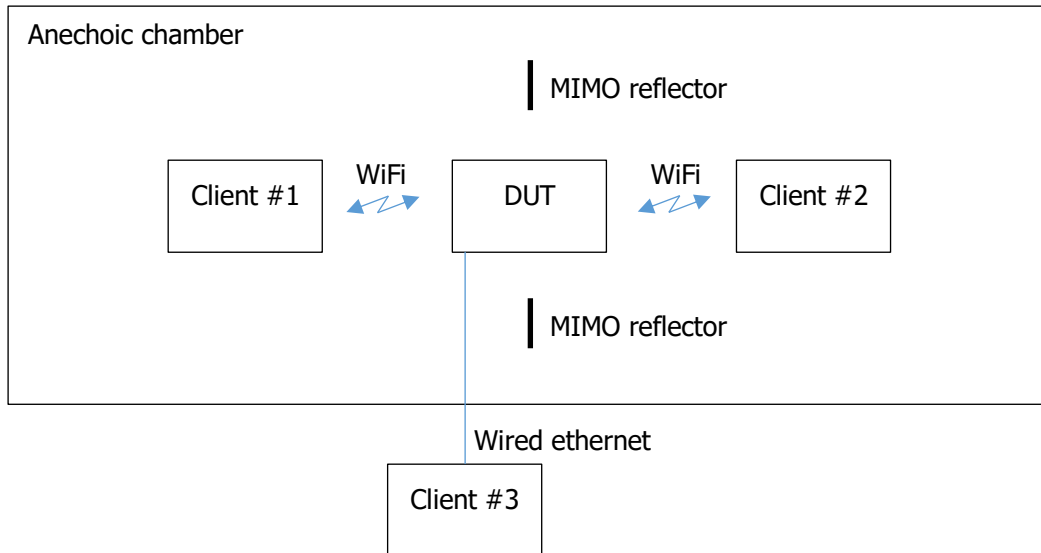 Anechoic chamber
MIMO reflector
WiFi
WiFi
Client #1
DUT
Client #2
MIMO reflector
Wired ethernet
Client #3